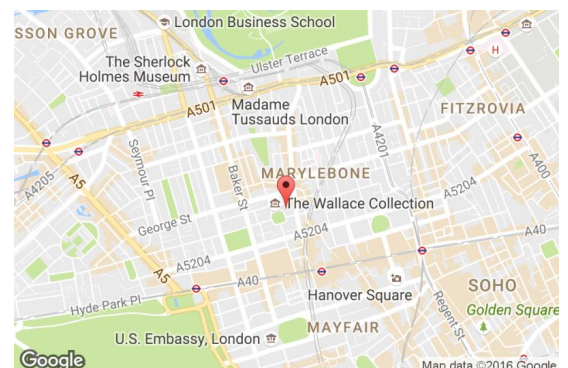 London Business School
SSON GROVE
Ulster Terrace
H
The Sherlock
Holmes Museum
A501
A501
Madame
Tussauds London
FITZROVIA
A4201
A400
A5
A4205
Seymour Pl
Baker St
MARYLEBONE
The Wallace Collection
George St
A5204
A5204
A5204
A5
A40
A40
Hyde Park Pl
Hanover Square
Regent St
SOHO
Golden Square
MAYFAIR
U.S. Embassy, London
Google
Map data ©2016 Google